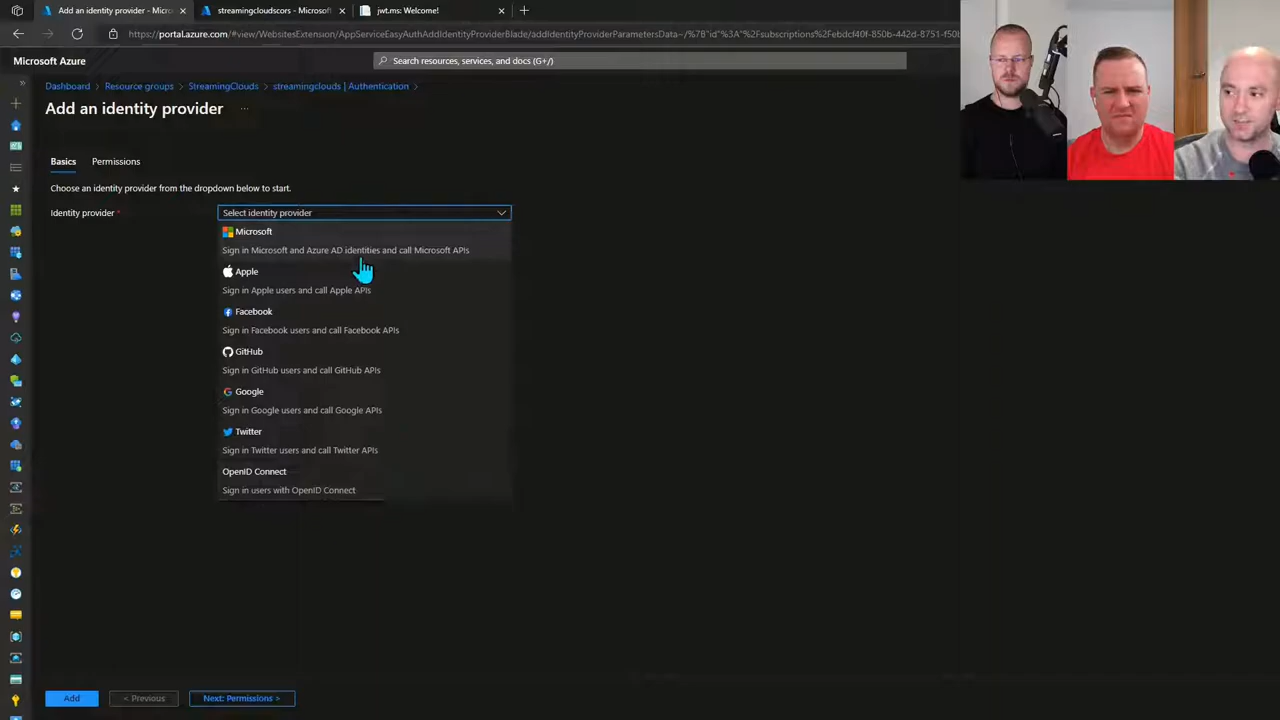 Add an identity provider - Micro
streamingcloudscors - Microsoft
jwt.ms: Welcome!
https://portal.azure.com/#view/WebsitesExtension/AppServiceEasyAuthAddIdentityProviderBlade/addIdentityProviderParametersData~/%7B"id"%3A"%2Fsubscriptions%2Febdcf40f-850b-442d-8751-f50b
Microsoft Azure
Search resources, services, and docs (G+/)
Dashboard > Resource groups > StreamingClouds > streamingclouds | Authentication >
Add an identity provider ...
Basics Permissions
Choose an identity provider from the dropdown below to start.
Identity provider *
Select identity provider
Microsoft
Sign in Microsoft and Azure AD identities and call Microsoft APIs
Apple
Sign in Apple users and call Apple APIs
Facebook
Sign in Facebook users and call Facebook APIs
GitHub
Sign in GitHub users and call GitHub APIs
Google
Sign in Google users and call Google APIs
Twitter
Sign in Twitter users and call Twitter APIs
OpenID Connect
Sign in users with OpenID Connect
Add
< Previous
Next: Permissions >